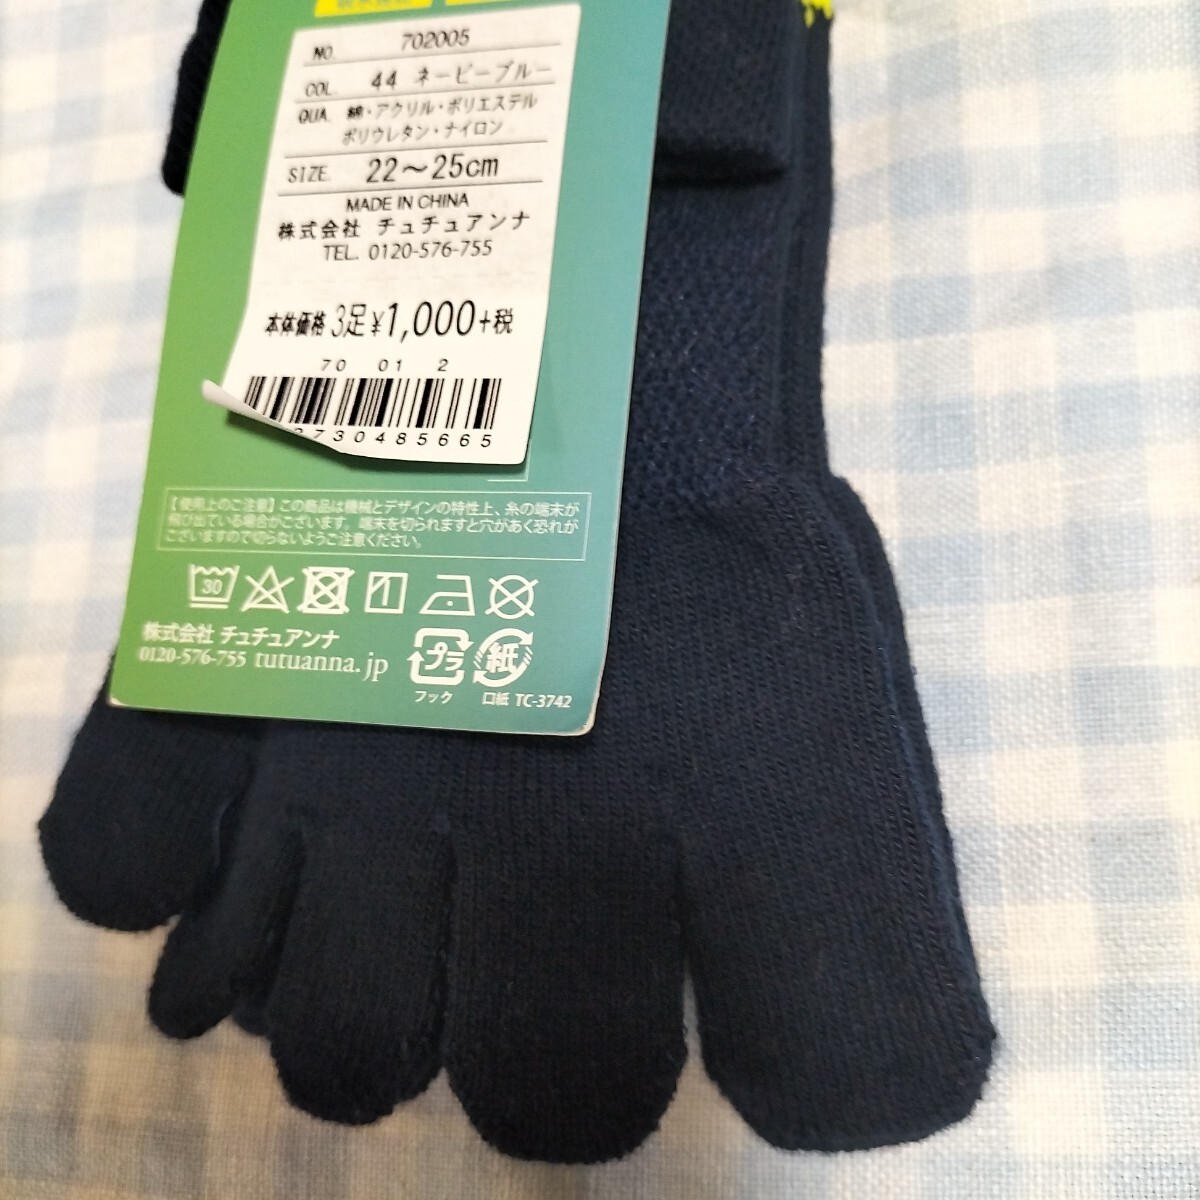 NO. 702005
COL. 44 ネービーブルー
QUA. 綿・アクリル・ポリエステル
ポリウレタン・ナイロン
SIZE. 22～25cm
MADE IN CHINA
株式会社 チュチュアンナ
TEL. 0120-576-755
本体価格 3足¥1,000+税
70 01 2
730485665
【使用上のご注意】この商品は機械とデザインの特性上、糸の端末が
飛び出ている場合がございます。端末を切られますと穴があく恐れが
ございますので切らないようご注意ください。
30
株式会社 チュチュアンナ
0120-576-755 tutuanna.jp
プラ 紙
フック 口紙 TC-3742